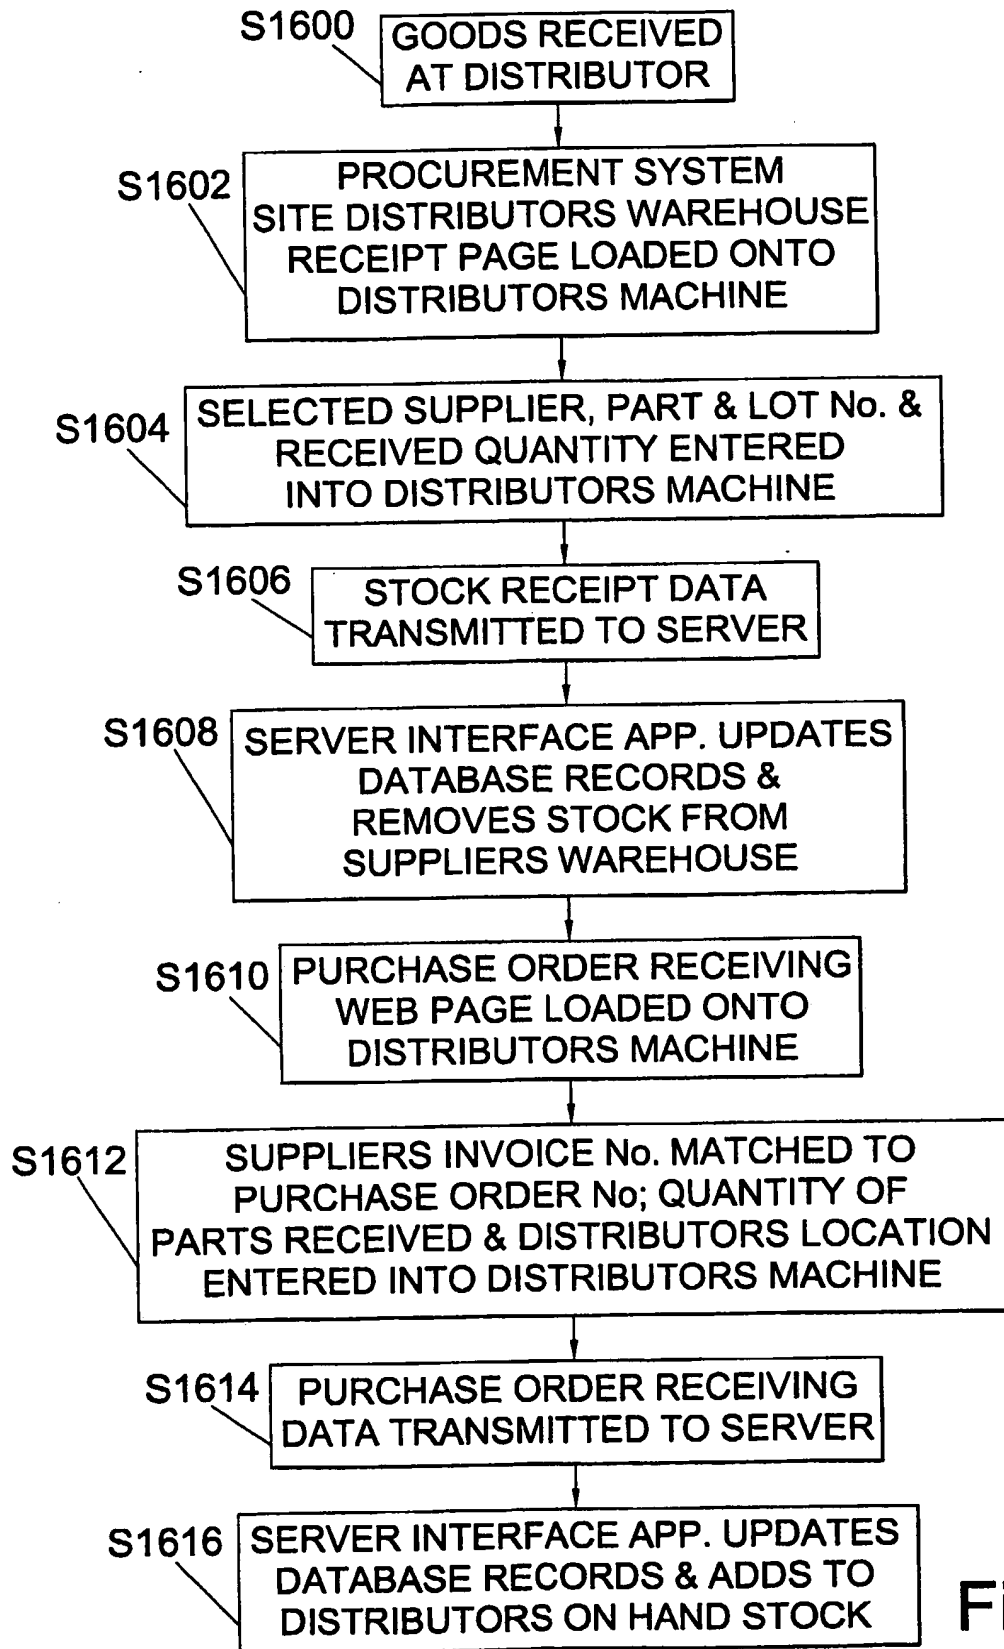 S1600
GOODS RECEIVED
AT DISTRIBUTOR
S1602
PROCUREMENT SYSTEM
SITE DISTRIBUTORS WAREHOUSE
RECEIPT PAGE LOADED ONTO
DISTRIBUTORS MACHINE
S1604
SELECTED SUPPLIER, PART & LOT No. &
RECEIVED QUANTITY ENTERED
INTO DISTRIBUTORS MACHINE
S1606
STOCK RECEIPT DATA
TRANSMITTED TO SERVER
S1608
SERVER INTERFACE APP. UPDATES
DATABASE RECORDS &
REMOVES STOCK FROM
SUPPLIERS WAREHOUSE
S1610
PURCHASE ORDER RECEIVING
WEB PAGE LOADED ONTO
DISTRIBUTORS MACHINE
S1612
SUPPLIERS INVOICE No. MATCHED TO
PURCHASE ORDER No; QUANTITY OF
PARTS RECEIVED & DISTRIBUTORS LOCATION
ENTERED INTO DISTRIBUTORS MACHINE
S1614
PURCHASE ORDER RECEIVING
DATA TRANSMITTED TO SERVER
S1616
SERVER INTERFACE APP. UPDATES
DATABASE RECORDS & ADDS TO
DISTRIBUTORS ON HAND STOCK